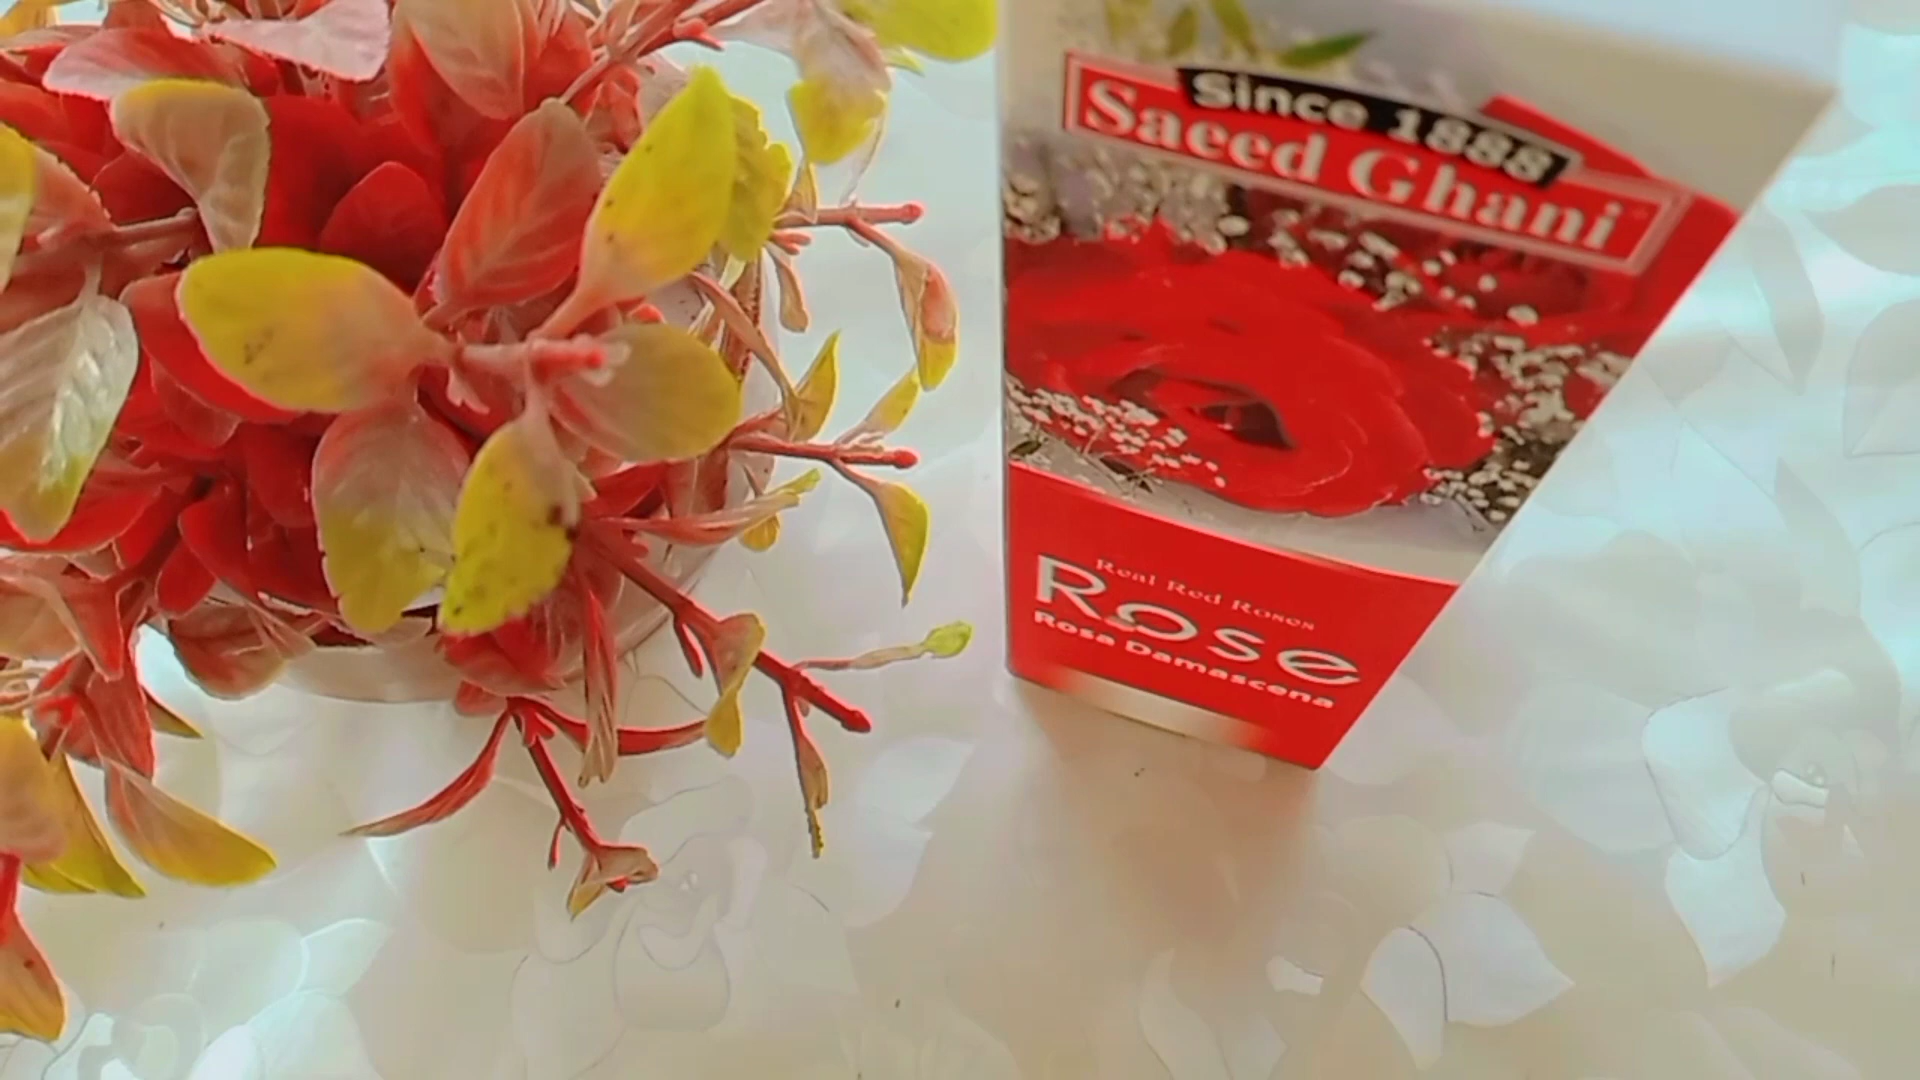 Since 1888
Saeed Ghani
Real Red Roses
Rose
Rosa Damascena